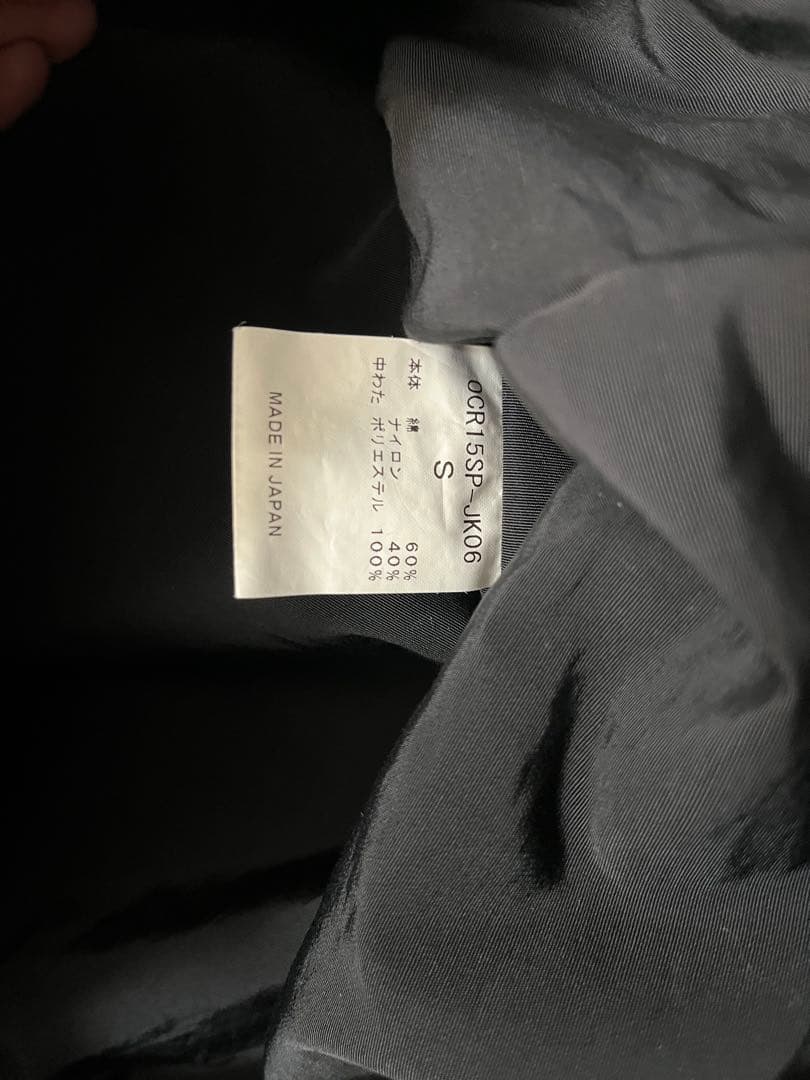 OCR15SP-JK06
S
本体 綿 60%
ナイロン 40%
中わた ポリエステル 100%
MADE IN JAPAN